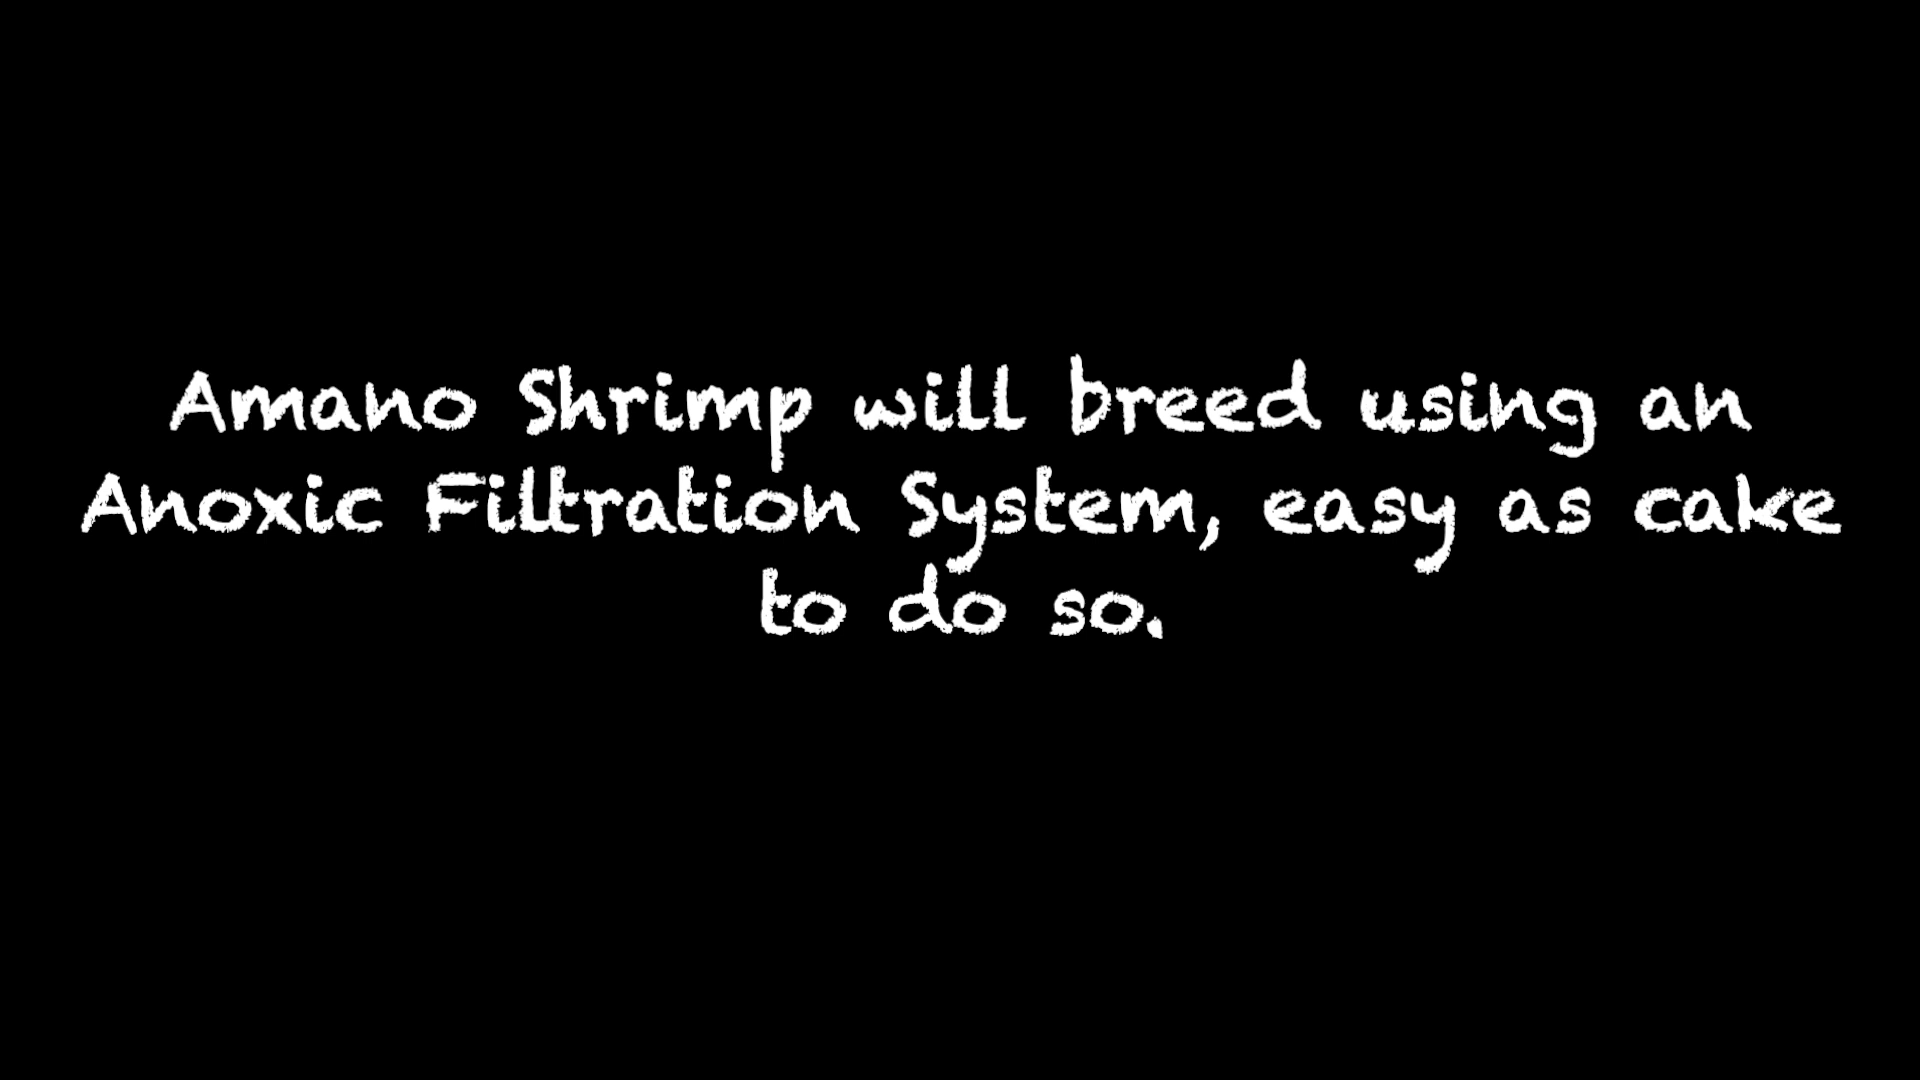 Amano Shrimp will breed using an
Anoxic Filtration System, easy as cake
to do so.